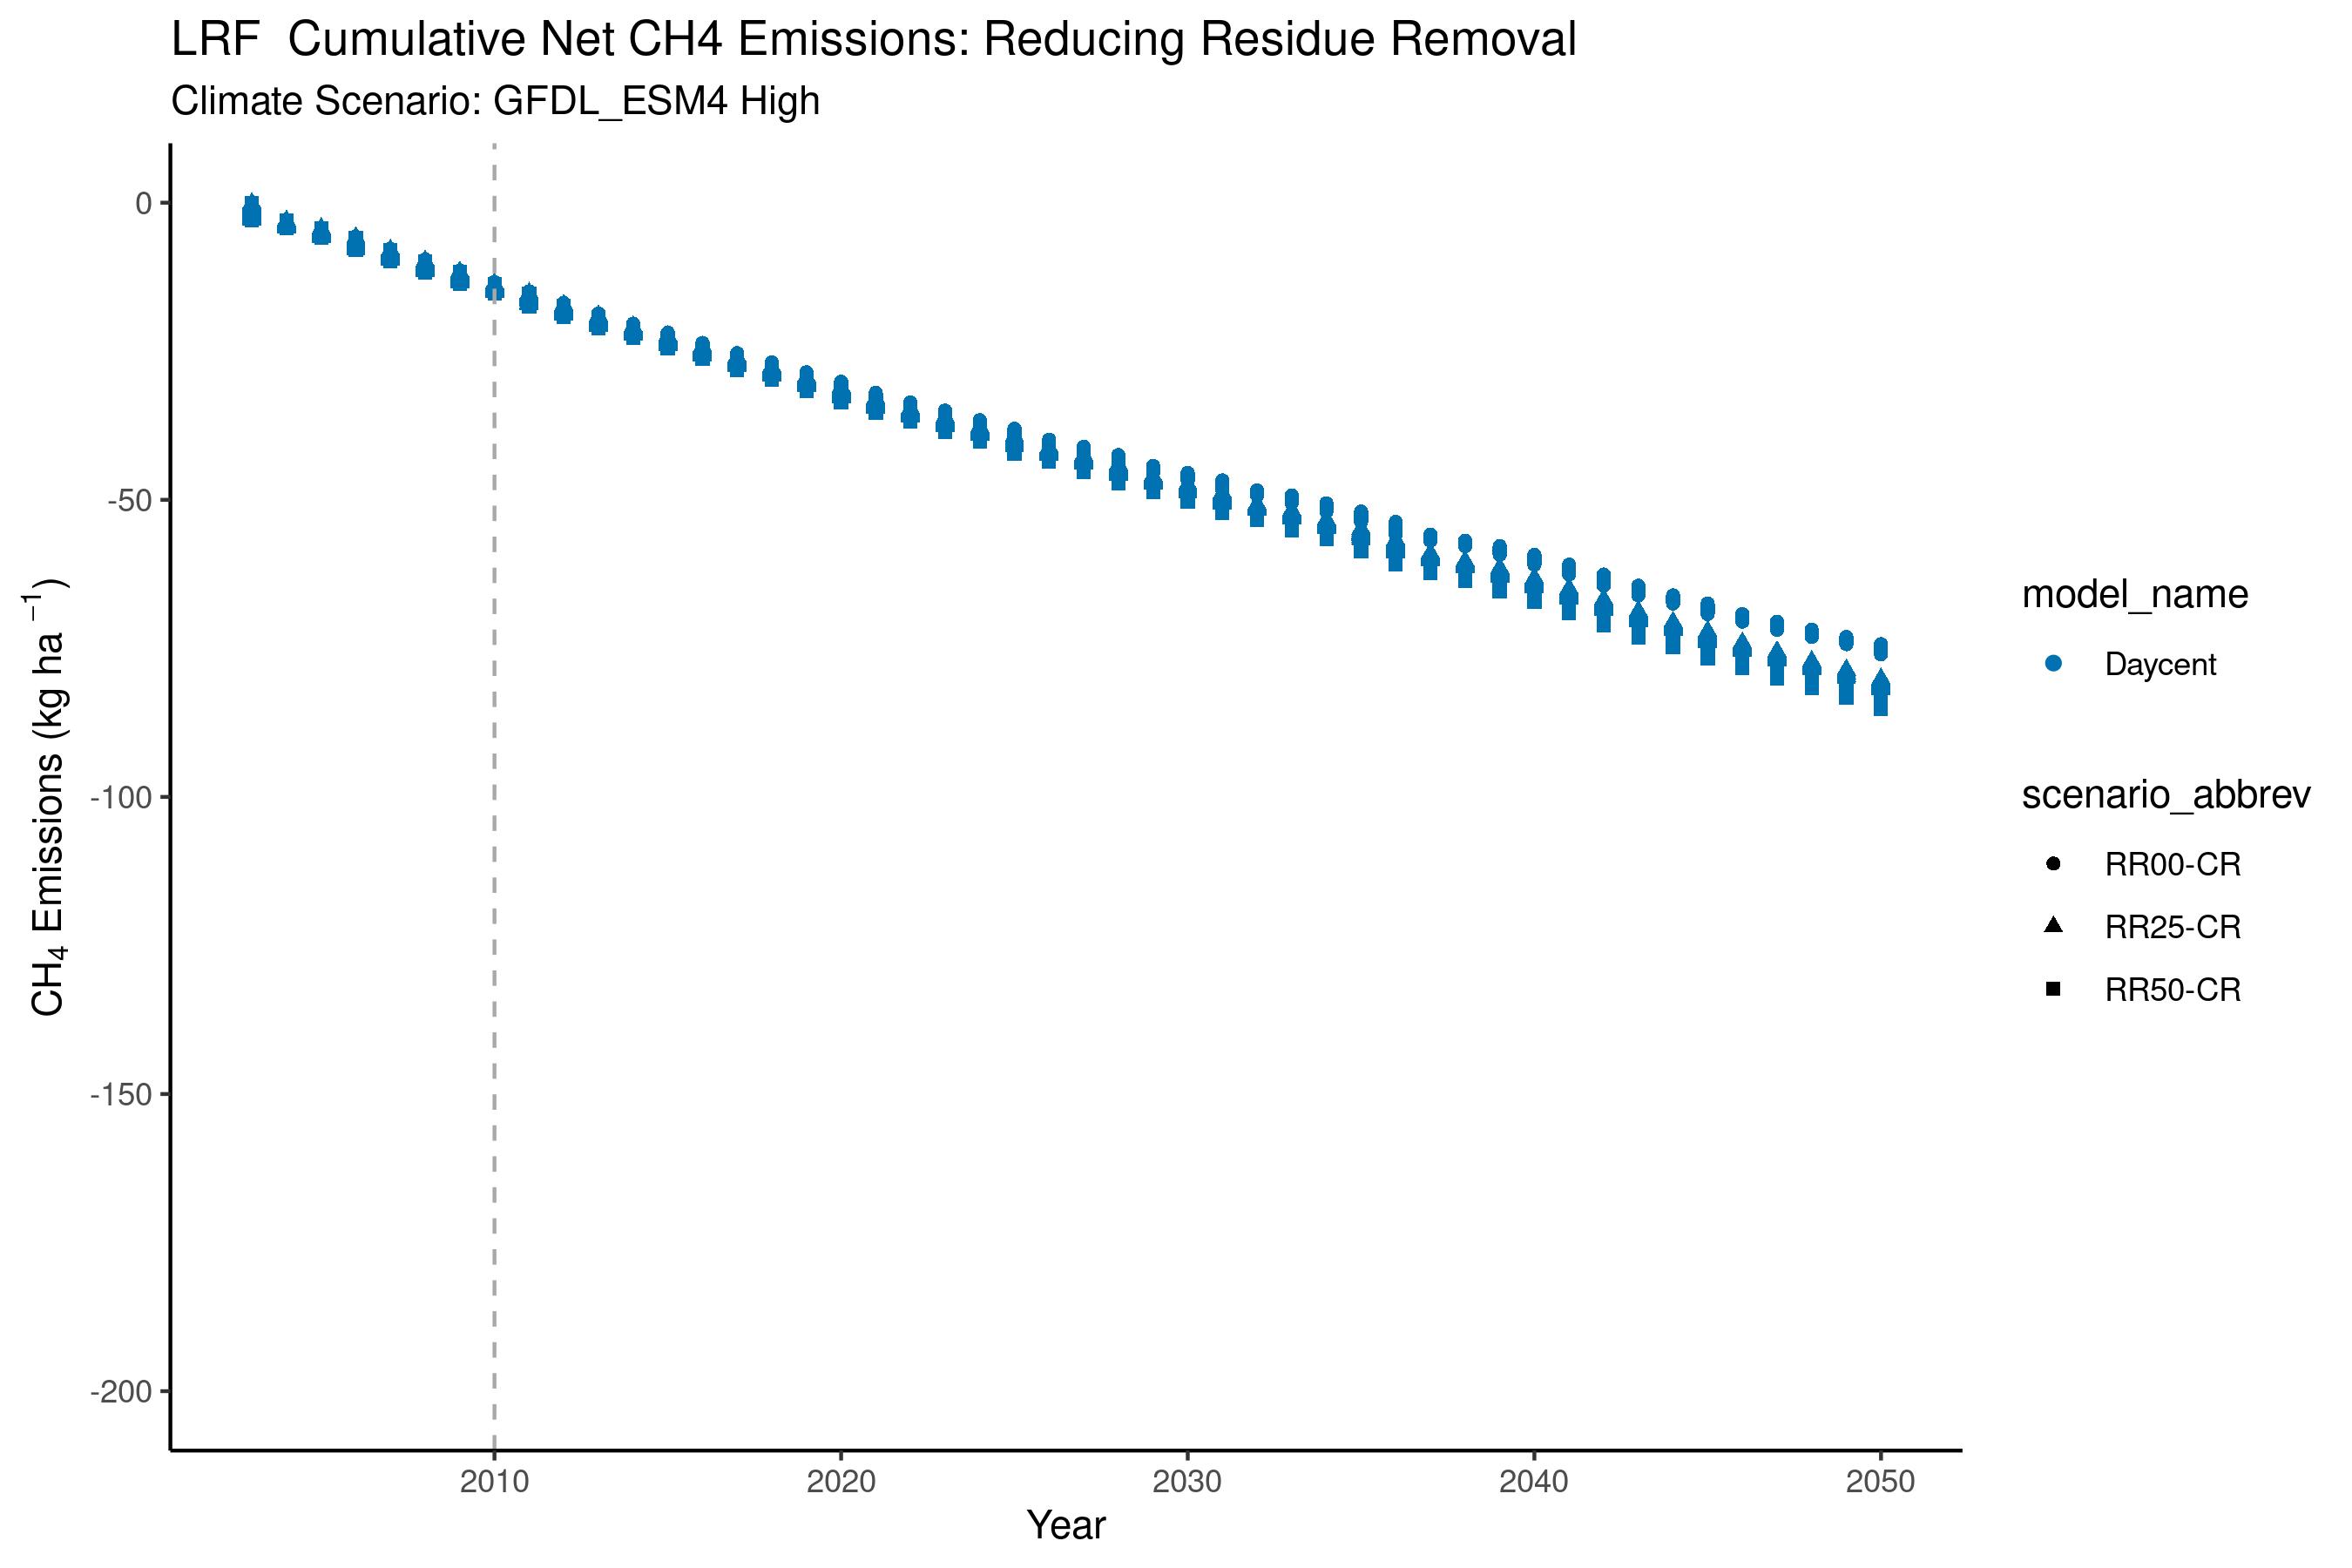 LRF  Cumulative Net CH4 Emissions: Reducing Residue Removal
Climate Scenario: GFDL_ESM4 High
CH₄ Emissions (kg ha ⁻¹)
0
-50
-100
-150
-200
2010
2020
2030
2040
2050
Year
model_name
Daycent
scenario_abbrev
RR00-CR
RR25-CR
RR50-CR